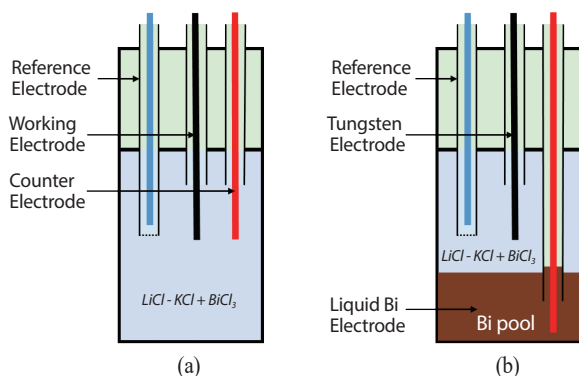 Reference
Electrode
Working
Electrode
Counter
Electrode
LiCl - KCl + BiCl₃
(a)
Reference
Electrode
Tungsten
Electrode
LiCl - KCl + BiCl₃
Liquid Bi
Electrode
Bi pool
(b)